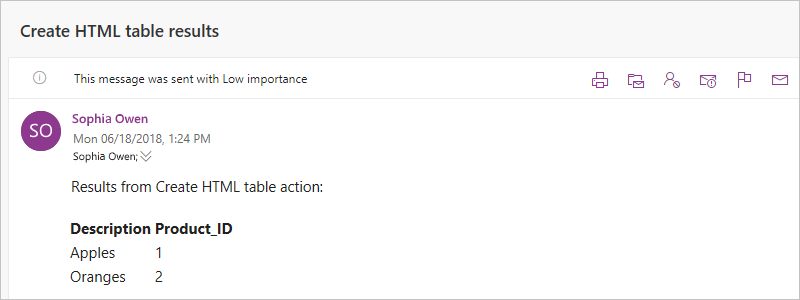 Create HTML table results
This message was sent with Low importance
SO
Sophia Owen
Mon 06/18/2018, 1:24 PM
Sophia Owen;
Results from Create HTML table action:
Description Product_ID
Apples 1
Oranges 2